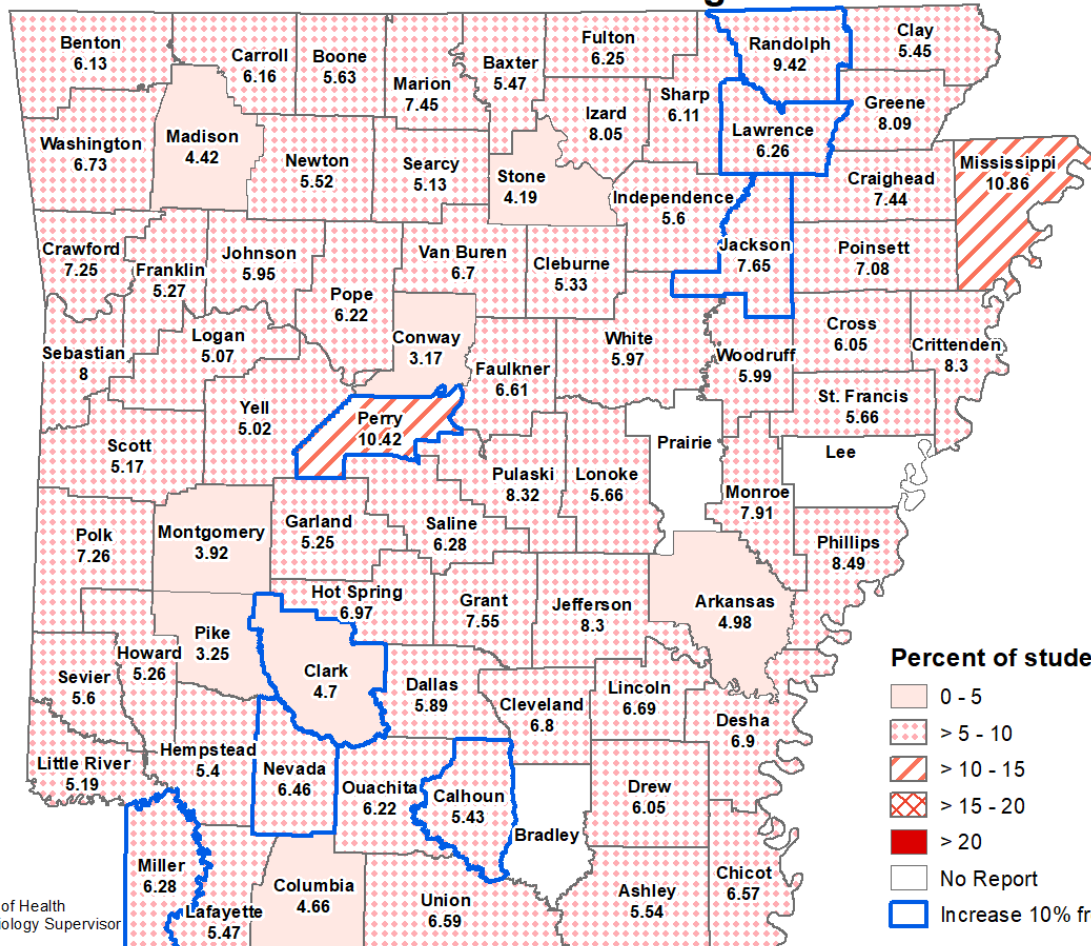 Benton
6.13
Carroll
6.16
Boone
5.63
Marion
7.45
Baxter
5.47
Fulton
6.25
Randolph
9.42
Clay
5.45
Izard
8.05
Sharp
6.11
Greene
8.09
Lawrence
6.26
Washington
6.73
Madison
4.42
Newton
5.52
Searcy
5.13
Stone
4.19
Independence
5.6
Craighead
7.44
Mississippi
10.86
Crawford
7.25
Franklin
5.27
Johnson
5.95
Pope
6.22
Van Buren
6.7
Cleburne
5.33
Jackson
7.65
Poinsett
7.08
Sebastian
8
Logan
5.07
Conway
3.17
Faulkner
6.61
White
5.97
Woodruff
5.99
Cross
6.05
Crittenden
8.3
St. Francis
5.66
Yell
5.02
Perry
10.42
Scott
5.17
Pulaski
8.32
Lonoke
5.66
Prairie
Lee
Monroe
7.91
Phillips
8.49
Polk
7.26
Montgomery
3.92
Garland
5.25
Saline
6.28
Hot Spring
6.97
Grant
7.55
Jefferson
8.3
Arkansas
4.98
Sevier
5.6
Howard
5.26
Pike
3.25
Clark
4.7
Dallas
5.89
Cleveland
6.8
Lincoln
6.69
Desha
6.9
Little River
5.19
Hempstead
5.4
Nevada
6.46
Ouachita
6.22
Calhoun
5.43
Bradley
Drew
6.05
Miller
6.28
Lafayette
5.47
Columbia
4.66
Union
6.59
Ashley
5.54
Chicot
6.57
Percent of stude
0 - 5
> 5 - 10
> 10 - 15
> 15 - 20
> 20
No Report
Increase 10% fr
of Health
iology Supervisor